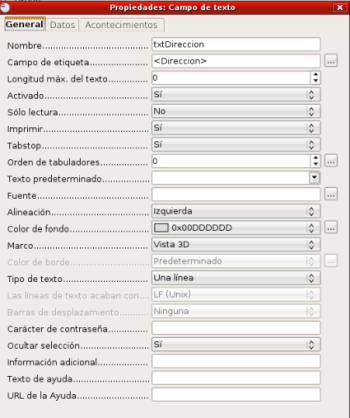 Propiedades: Campo de texto
General Datos Acontecimientos
Nombre txtDireccion
Campo de etiqueta <Direccion> ...
Longitud máx. del texto 0
Activado Sí
Sólo lectura No
Imprimir Sí
Tabstop Sí
Orden de tabuladores 0 ...
Texto predeterminado
Fuente ...
Alineación Izquierda
Color de fondo 0x00DDDDDD ...
Marco Vista 3D
Color de borde Predeterminado ...
Tipo de texto Una línea
Las líneas de texto acaban con... LF (Unix)
Barras de desplazamiento Ninguna
Carácter de contraseña
Ocultar selección Sí
Información adicional
Texto de ayuda
URL de la Ayuda